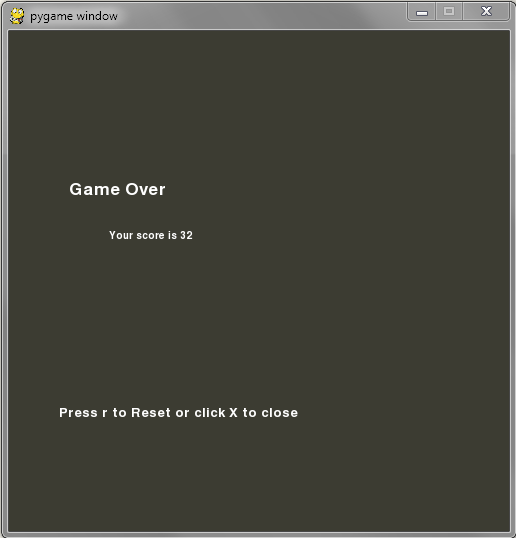 pygame window
Game Over
Your score is 32
Press r to Reset or click X to close